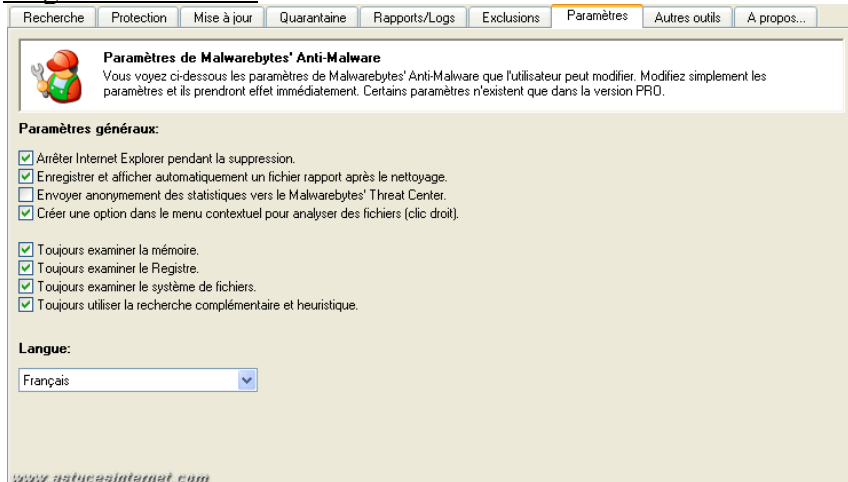 Recherche Protection Mise à jour Quarantaine Rapports/Logs Exclusions Paramètres Autres outils A propos...
Paramètres de Malwarebytes' Anti-Malware
Vous voyez ci-dessous les paramètres de Malwarebytes' Anti-Malware que l'utilisateur peut modifier. Modifiez simplement les
paramètres et ils prendront effet immédiatement. Certains paramètres n'existent que dans la version PRO.
Paramètres généraux:
Arrêter Internet Explorer pendant la suppression.
Enregistrer et afficher automatiquement un fichier rapport après le nettoyage.
Envoyer anonymement des statistiques vers le Malwarebytes' Threat Center.
Créer une option dans le menu contextuel pour analyser des fichiers (clic droit).
Toujours examiner la mémoire.
Toujours examiner le Registre.
Toujours examiner le système de fichiers.
Toujours utiliser la recherche complémentaire et heuristique.
Langue:
Français
www.astucesinternet.com